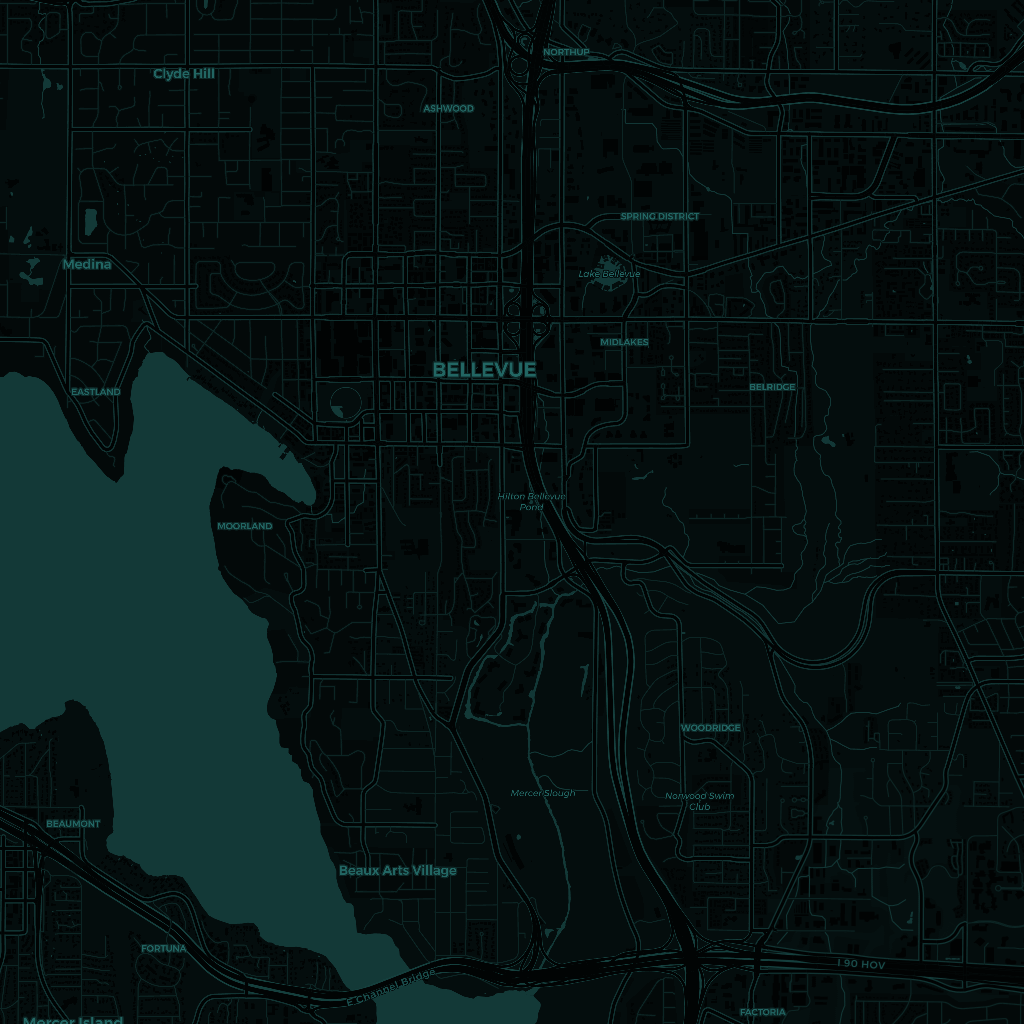 NORTHUP
Clyde Hill
ASHWOOD
SPRING DISTRICT
Medina
Lake Bellevue
MIDLAKES
BELLEVUE
BELRIDGE
EASTLAND
Hilton Bellevue
Pond
MOORLAND
WOODRIDGE
Mercer Slough
Norwood Swim
Club
BEAUMONT
Beaux Arts Village
FORTUNA
I 90 HOV
E Channel Bridge
FACTORIA
Mercer Island